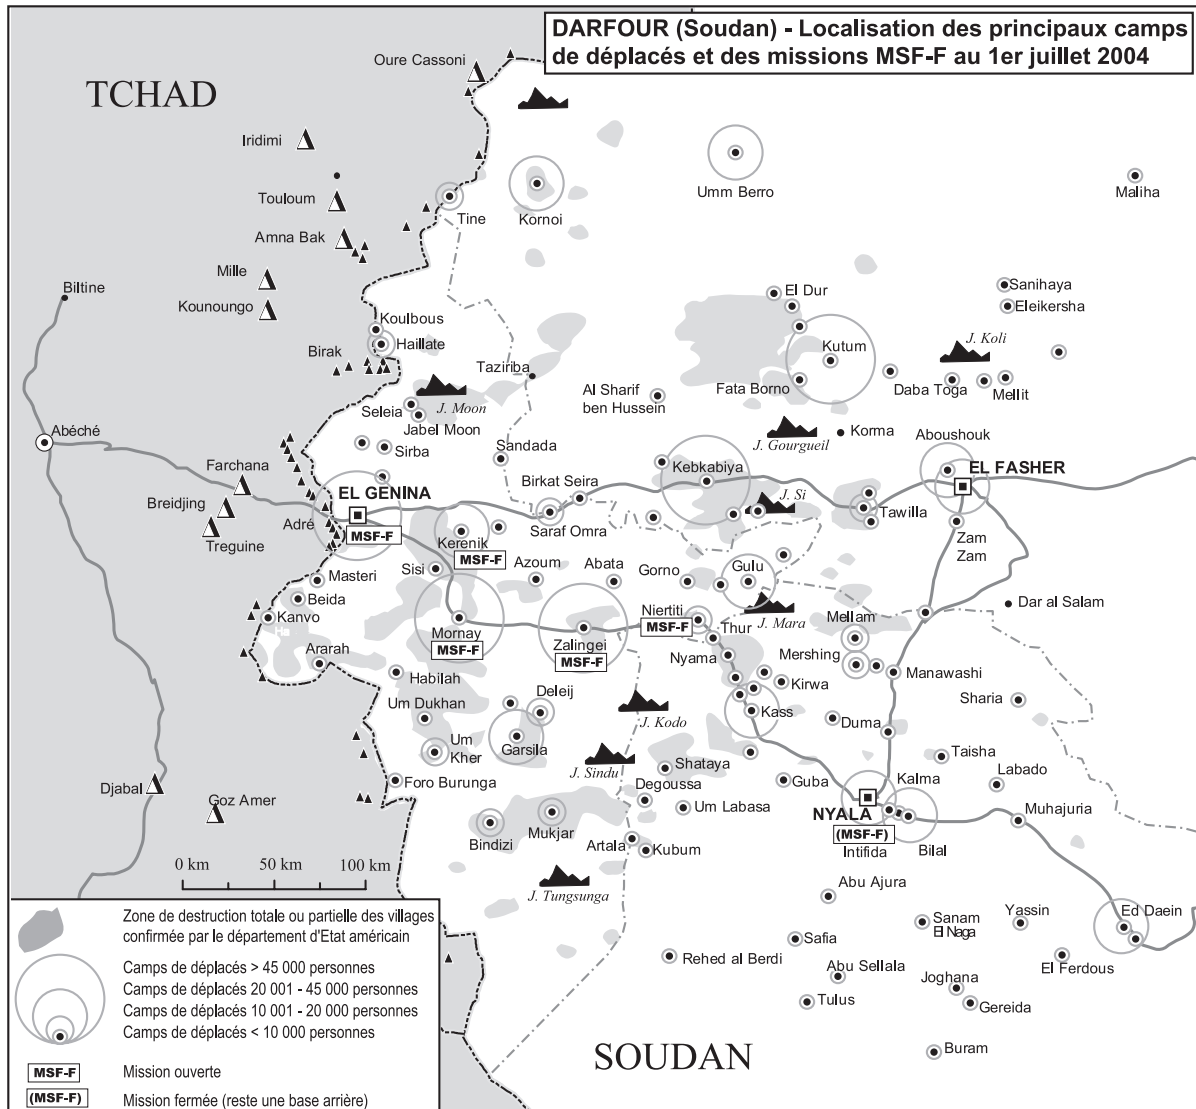 DARFOUR (Soudan) - Localisation des principaux camps
de déplacés et des missions MSF-F au 1er juillet 2004
Oure Cassoni
TCHAD
Iridimi
Touloum
Umm Berro
Maliha
Tine
Kornoi
Amna Bak
Mille
Biltine
Kounoungo
El Dur
Sanihaya
Eleikersha
Koulbous
Haillate
Birak
Taziriba
Kutum
J. Koli
Fata Borno
Daba Toga
Mellit
Al Sharif
ben Hussein
Seleia
J. Moon
Jabel Moon
Abéché
Sirba
Sandada
J. Gourgueil
Korma
Aboushouk
Farchana
Kebkabiya
EL FASHER
EL GENINA
Birkat Seira
Breidjing
J. Si
Tawilla
Adré
MSF-F
Kerenik
Saraf Omra
Treguine
MSF-F
Zam
Zam
Masteri
Sisi
Azoum
Abata
Gorno
Gulu
Beida
Kanvo
Niertiti
J. Mara
Dar al Salam
Ha
Mornay
MSF-F
Thur
Mellam
MSF-F
Zalingei
MSF-F
Nyama
Mershing
Ararah
Habilah
Kirwa
Manawashi
Deleij
Sharia
Um Dukhan
J. Kodo
Kass
Duma
Um
Kher
Garsila
J. Sindu
Shataya
Taisha
Foro Burunga
Degoussa
Guba
Kalma
Labado
Djabal
Goz Amer
Um Labasa
NYALA
Muhajuria
Bindizi
Mukjar
(MSF-F)
Artala
Kubum
Intifida
Bilal
0 km
50 km
100 km
J. Tungsunga
Abu Ajura
Zone de destruction totale ou partielle des villages
confirmée par le département d'Etat américain
Sanam
El Naga
Yassin
Ed Daein
Safia
Camps de déplacés > 45 000 personnes
Rehed al Berdi
Abu Sellala
El Ferdous
Camps de déplacés 20 001 - 45 000 personnes
Joghana
Camps de déplacés 10 001 - 20 000 personnes
Tulus
Gereida
Camps de déplacés < 10 000 personnes
SOUDAN
Buram
MSF-F
Mission ouverte
(MSF-F)
Mission fermée (reste une base arrière)